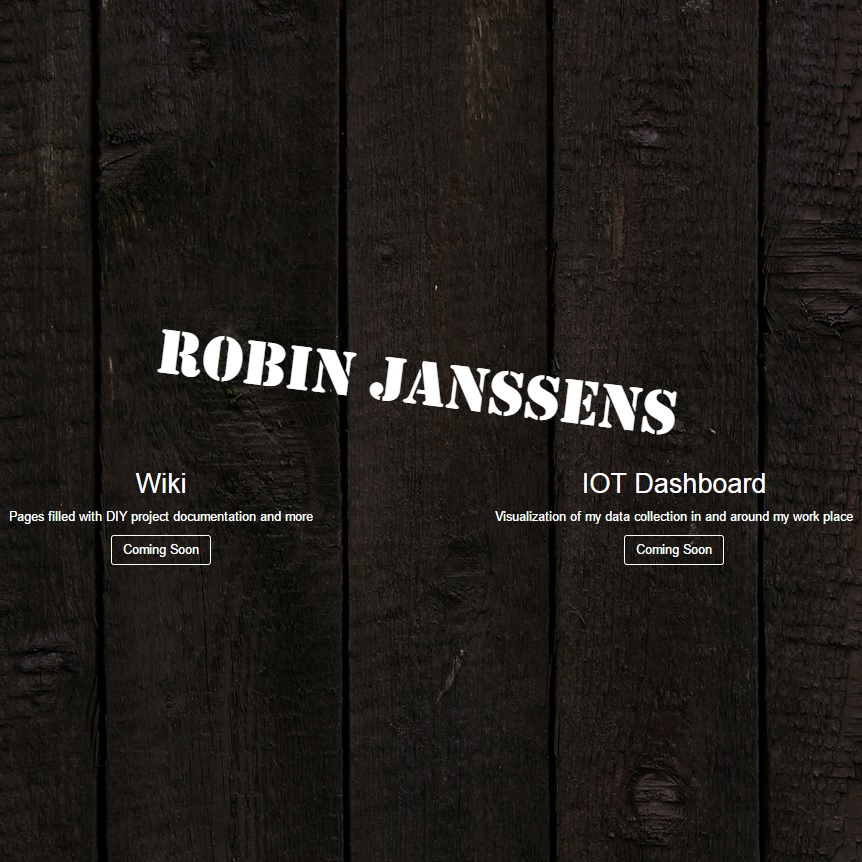 ROBIN JANSSENS
Wiki
Pages filled with DIY project documentation and more
Coming Soon
IOT Dashboard
Visualization of my data collection in and around my work place
Coming Soon